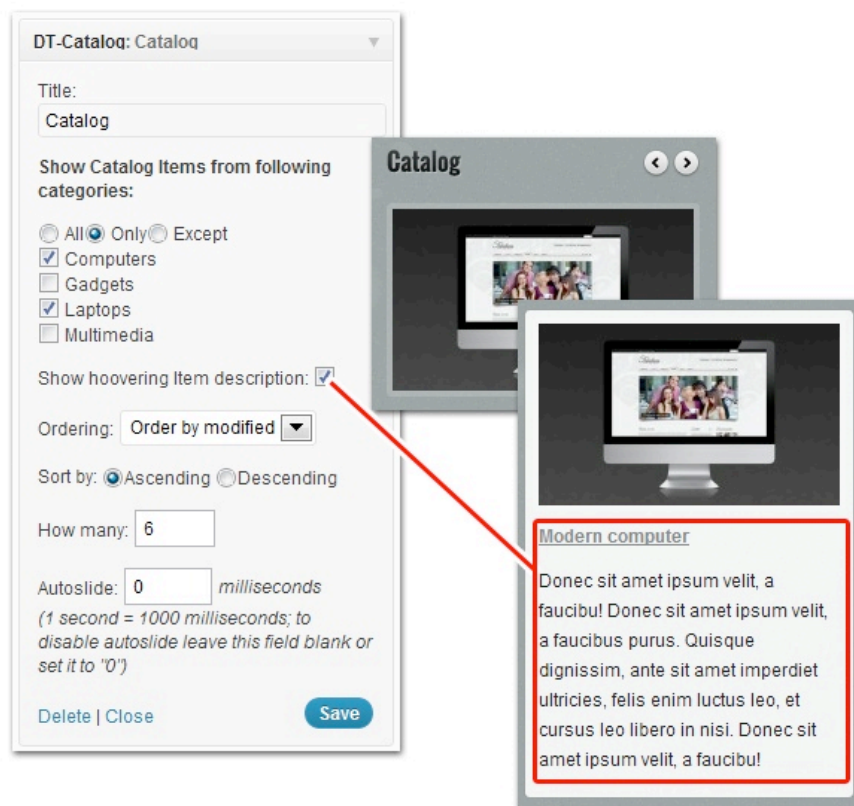 DT-Catalog: Catalog
Title:
Catalog
Show Catalog Items from following
categories:
All Only Except
Computers
Gadgets
Laptops
Multimedia
Show hoovering Item description:
Ordering: Order by modified
Sort by: Ascending Descending
How many: 6
Autoslide: 0 milliseconds
(1 second = 1000 milliseconds; to
disable autoslide leave this field blank or
set it to "0")
Delete | Close
Save
Catalog
Modern computer
Donec sit amet ipsum velit, a
faucibu! Donec sit amet ipsum velit,
a faucibus purus. Quisque
dignissim, ante sit amet imperdiet
ultricies, felis enim luctus leo, et
cursus leo libero in nisi. Donec sit
amet ipsum velit, a faucibu!